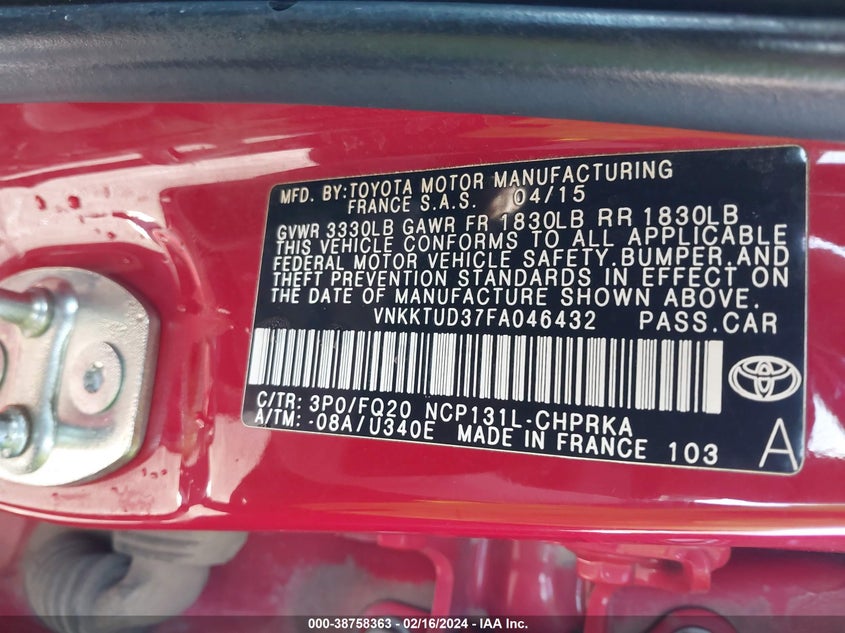 MFD. BY:TOYOTA MOTOR MANUFACTURING
FRANCE S.A.S. 04/15
GVWR 3330LB GAWR FR 1830LB RR 1830LB
THIS VEHICLE CONFORMS TO ALL APPLICABLE
FEDERAL MOTOR VEHICLE SAFETY,BUMPER,AND
THEFT PREVENTION STANDARDS IN EFFECT ON
THE DATE OF MANUFACTURE SHOWN ABOVE.
VNKKTUD37FA046432 PASS.CAR
C/TR: 3P0/FQ20 NCP131L-CHPRKA
A/TM: -08A/U340E MADE IN FRANCE 103 A
000-38758363 - 02/16/2024 - IAA Inc.